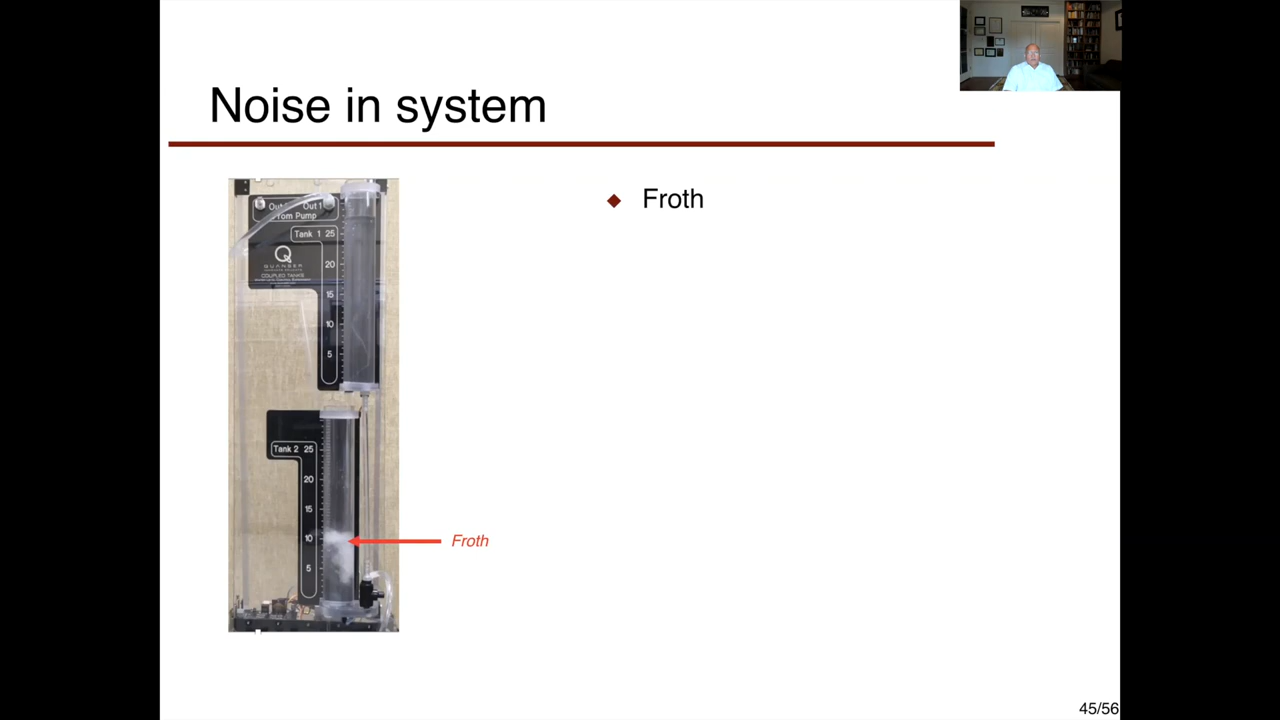 Noise in system
Froth
Out Out 1
From Pump
Tank 1 25
20
QUANSER
COUPLED TANKS
15
10
5
Tank 2 25
20
15
10
5
Froth
45/56